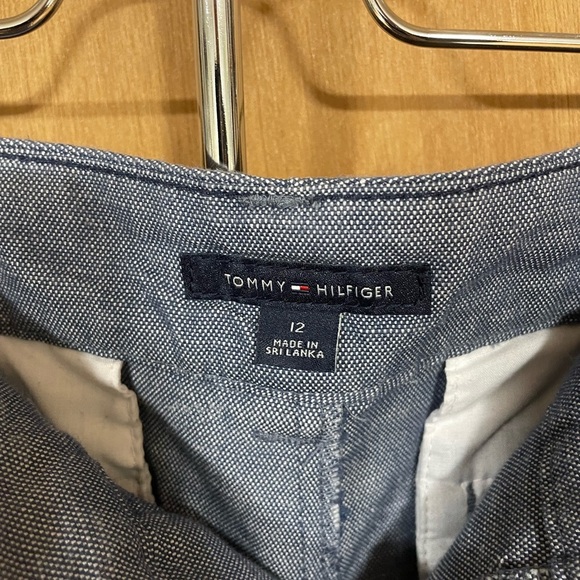 TOMMY HILFIGER
12
MADE IN
SRI LANKA